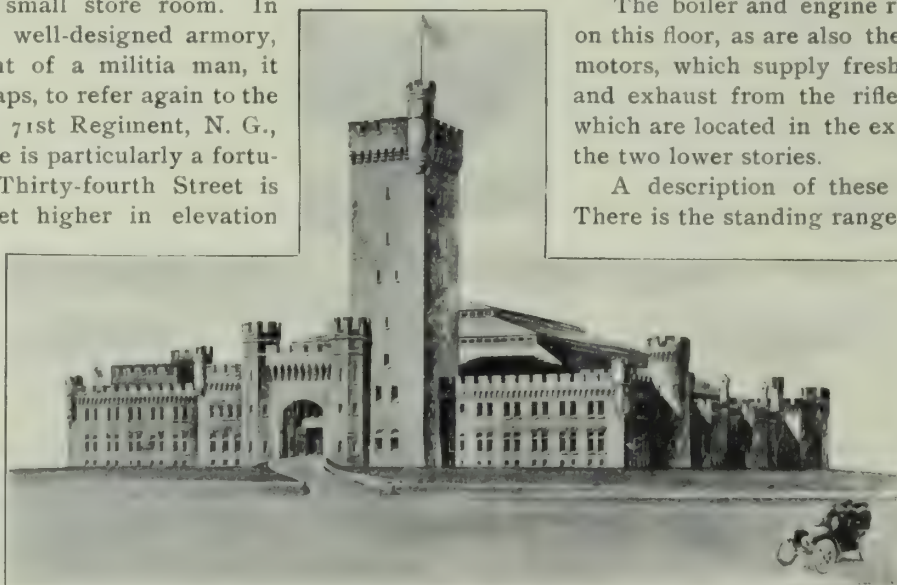 small store room. In
well-designed armory,
nt of a militia man, it
aps, to refer again to the
71st Regiment, N. G.,
e is particularly a fortu-
Thirty-fourth Street is
et higher in elevation
The boiler and engine r
on this floor, as are also the
motors, which supply fresh
and exhaust from the rifle
which are located in the ex
the two lower stories.
A description of these
There is the standing range